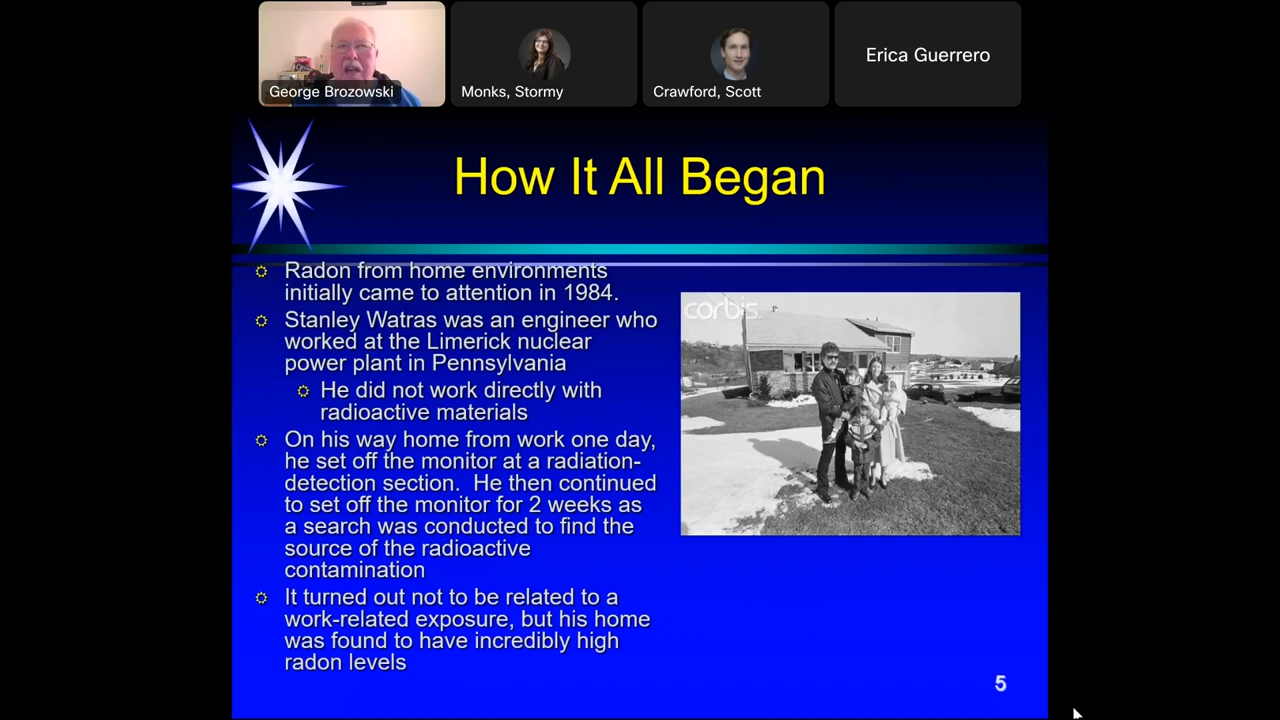 George Brozowski
Monks, Stormy
Crawford, Scott
Erica Guerrero
How It All Began
Radon from home environments
initially came to attention in 1984.
Stanley Watras was an engineer who
worked at the Limerick nuclear
power plant in Pennsylvania
He did not work directly with
radioactive materials
On his way home from work one day,
he set off the monitor at a radiation-
detection section.  He then continued
to set off the monitor for 2 weeks as
a search was conducted to find the
source of the radioactive
contamination
It turned out not to be related to a
work-related exposure, but his home
was found to have incredibly high
radon levels
corbis.
5